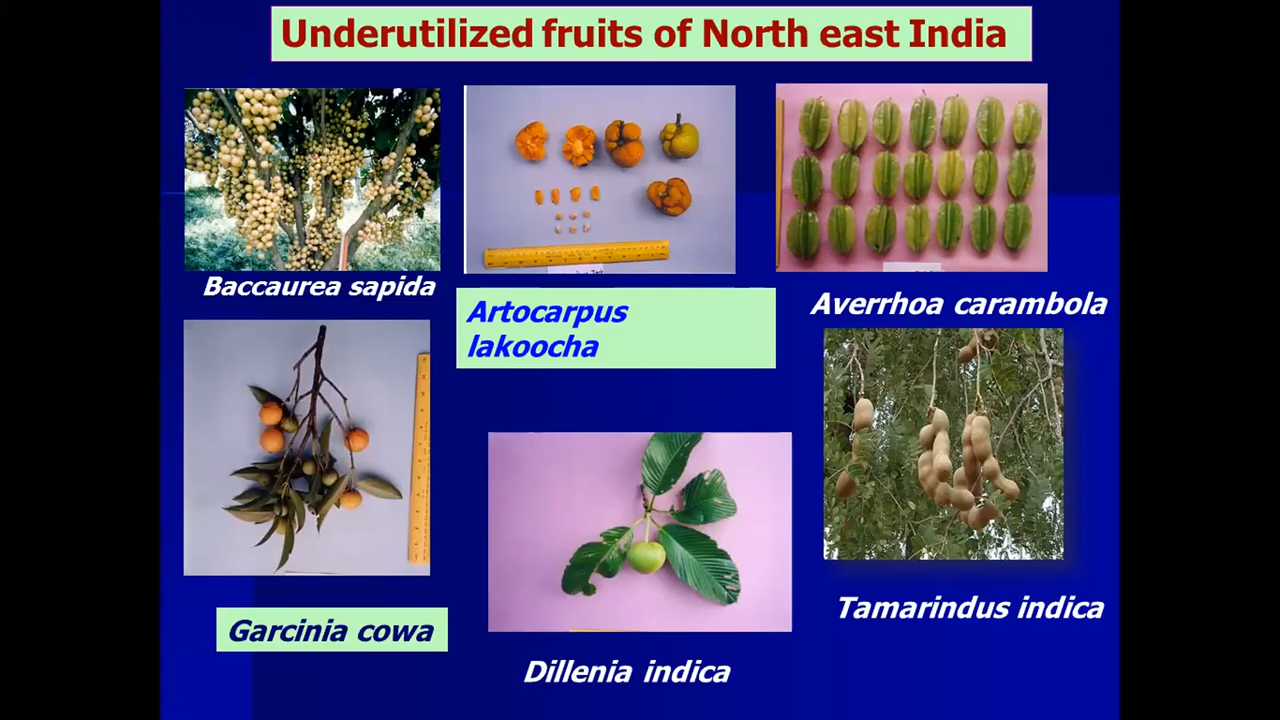 Underutilized fruits of North east India
Baccaurea sapida
Artocarpus
lakoocha
Averrhoa carambola
Garcinia cowa
Dillenia indica
Tamarindus indica